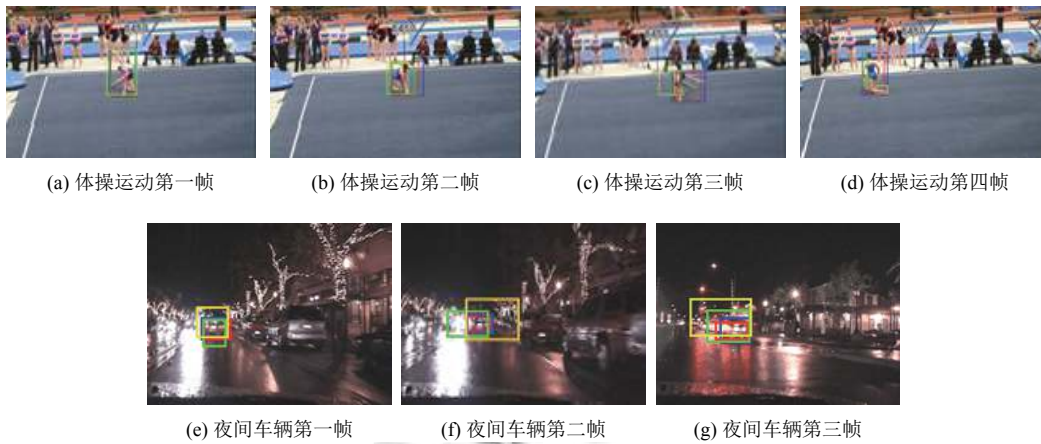 (a) 体操运动第一帧
(b) 体操运动第二帧
(c) 体操运动第三帧
(d) 体操运动第四帧
(e) 夜间车辆第一帧
(f) 夜间车辆第二帧
(g) 夜间车辆第三帧